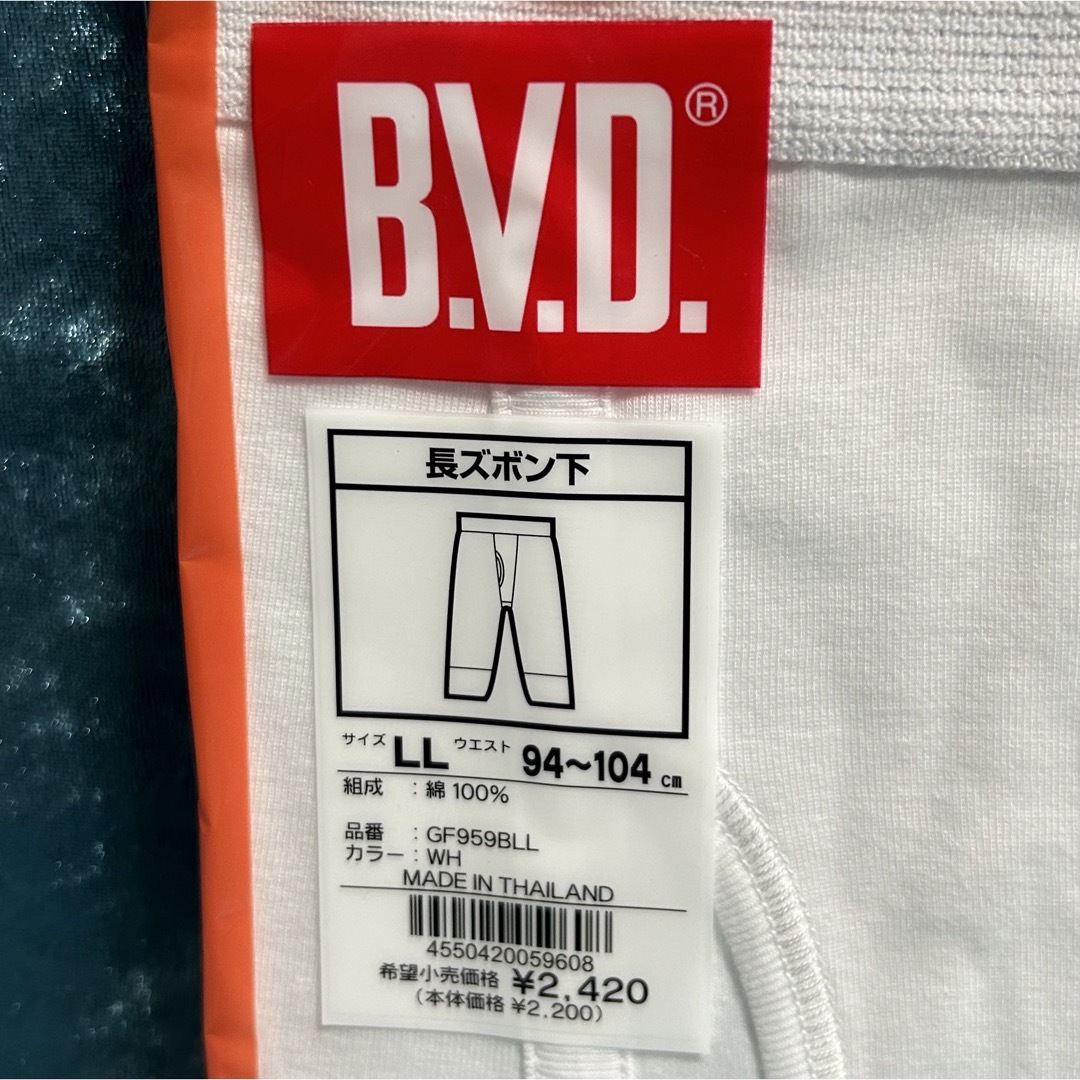 B.V.D.®
長ズボン下
サイズ LL ウエスト 94〜104 cm
組成 : 綿 100%
品番 : GF959BLL
カラー : WH
MADE IN THAILAND
4550420059608
希望小売価格 ¥2,420
(本体価格 ¥2,200)